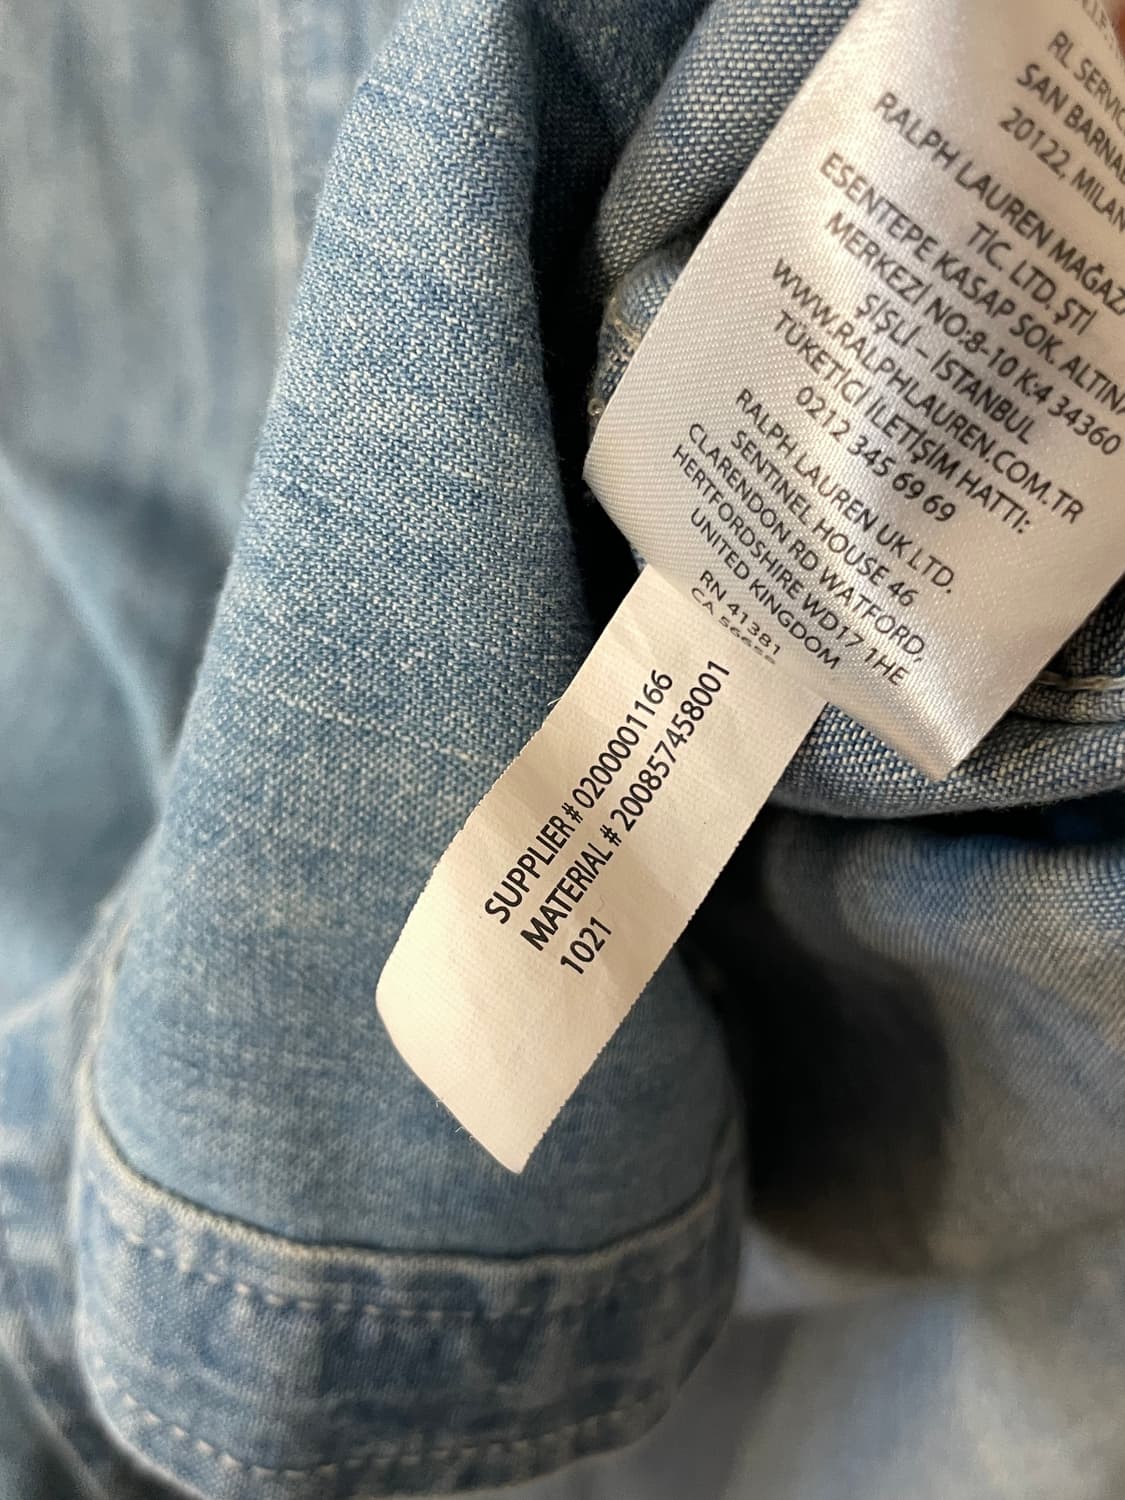 RL SERVIC
SAN BARNA
20122, MILAN
RALPH LAUREN MAĞAZ
TİC. LTD. ŞTİ
ESENTEPE KASAP SOK. ALTIN
MERKEZİ NO:8-10 K:4 34360
ŞİŞLİ – İSTANBUL
WWW.RALPHLAUREN.COM.TR
TÜKETİCİ İLETİŞİM HATTI:
0212 345 69 69
RALPH LAUREN UK LTD.
SENTINEL HOUSE 46
CLARENDON RD WATFORD,
HERTFORDSHIRE WD17 1HE
UNITED KINGDOM
RN 41381
CA 56656
SUPPLIER # 0200001166
MATERIAL # 200857458001
1021